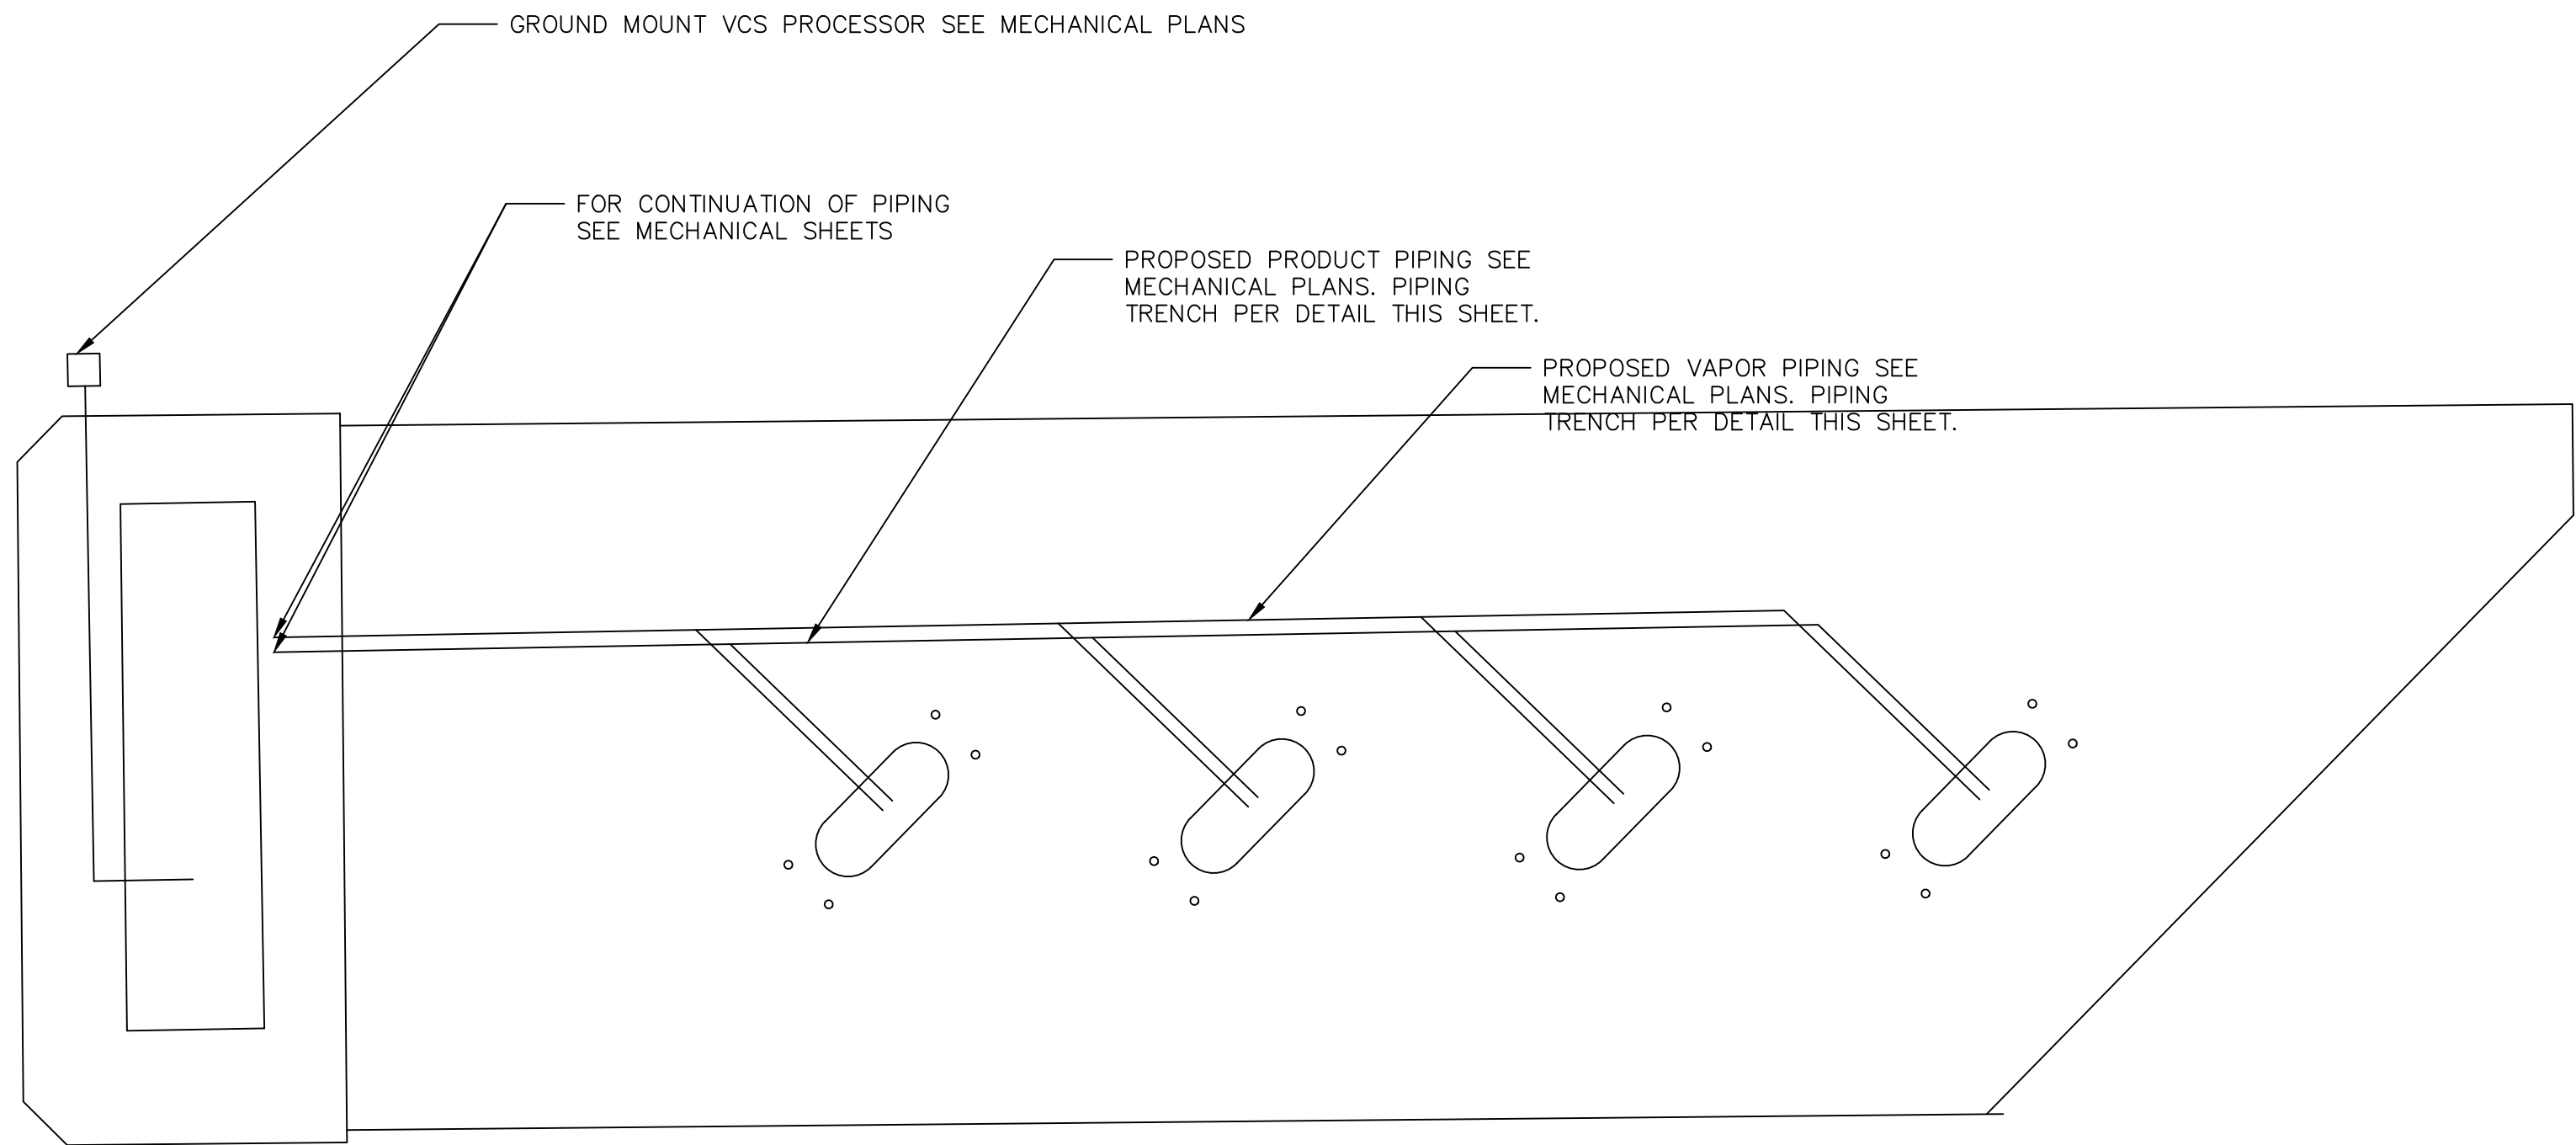 GROUND MOUNT VCS PROCESSOR SEE MECHANICAL PLANS
FOR CONTINUATION OF PIPING
SEE MECHANICAL SHEETS
PROPOSED PRODUCT PIPING SEE
MECHANICAL PLANS. PIPING
TRENCH PER DETAIL THIS SHEET.
PROPOSED VAPOR PIPING SEE
MECHANICAL PLANS. PIPING
TRENCH PER DETAIL THIS SHEET.